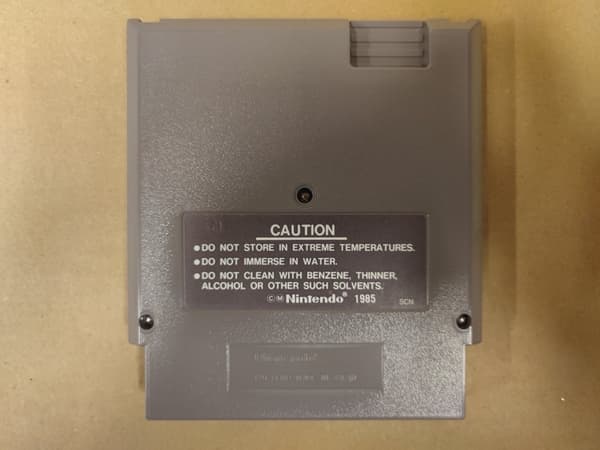 CAUTION
●DO NOT STORE IN EXTREME TEMPERATURES.
●DO NOT IMMERSE IN WATER.
●DO NOT CLEAN WITH BENZENE, THINNER,
ALCOHOL OR OTHER SUCH SOLVENTS.
©Ⓜ Nintendo® 1985
SCN